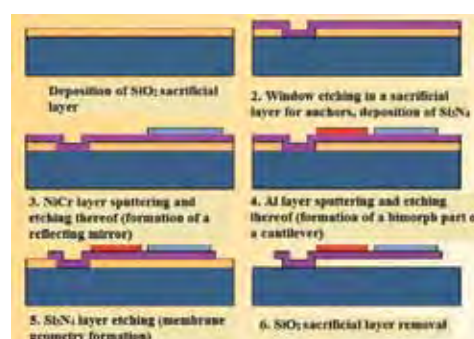 Deposition of SiO₂ sacrificial
layer
2. Window etching in a sacrificial
layer for anchors, deposition of Si₃N₄
3. NiCr layer sputtering and
etching thereof (formation of a
reflecting mirror)
4. Al layer sputtering and etching
thereof (formation of a bimorph part of
a cantilever)
5. Si₃N₄ layer etching (membrane
geometry formation)
6. SiO₂ sacrificial layer removal